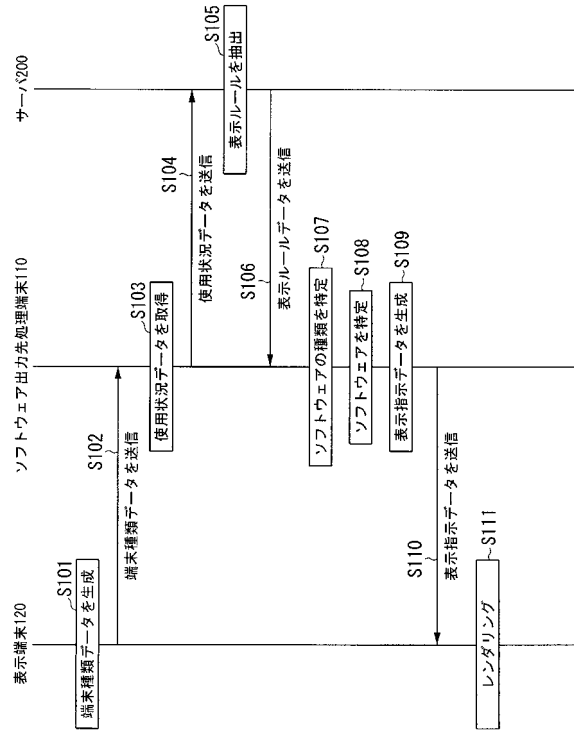 表示端末120
ソフトウェア出力先処理端末110
サーバ200
S101
端末種類データを生成
S102
端末種類データを送信
S103
使用状況データを取得
S104
使用状況データを送信
S105
表示ルールを抽出
S106
表示ルールデータを送信
S107
ソフトウェアの種類を特定
S108
ソフトウェアを特定
S109
表示指示データを生成
S110
表示指示データを送信
S111
レンダリング